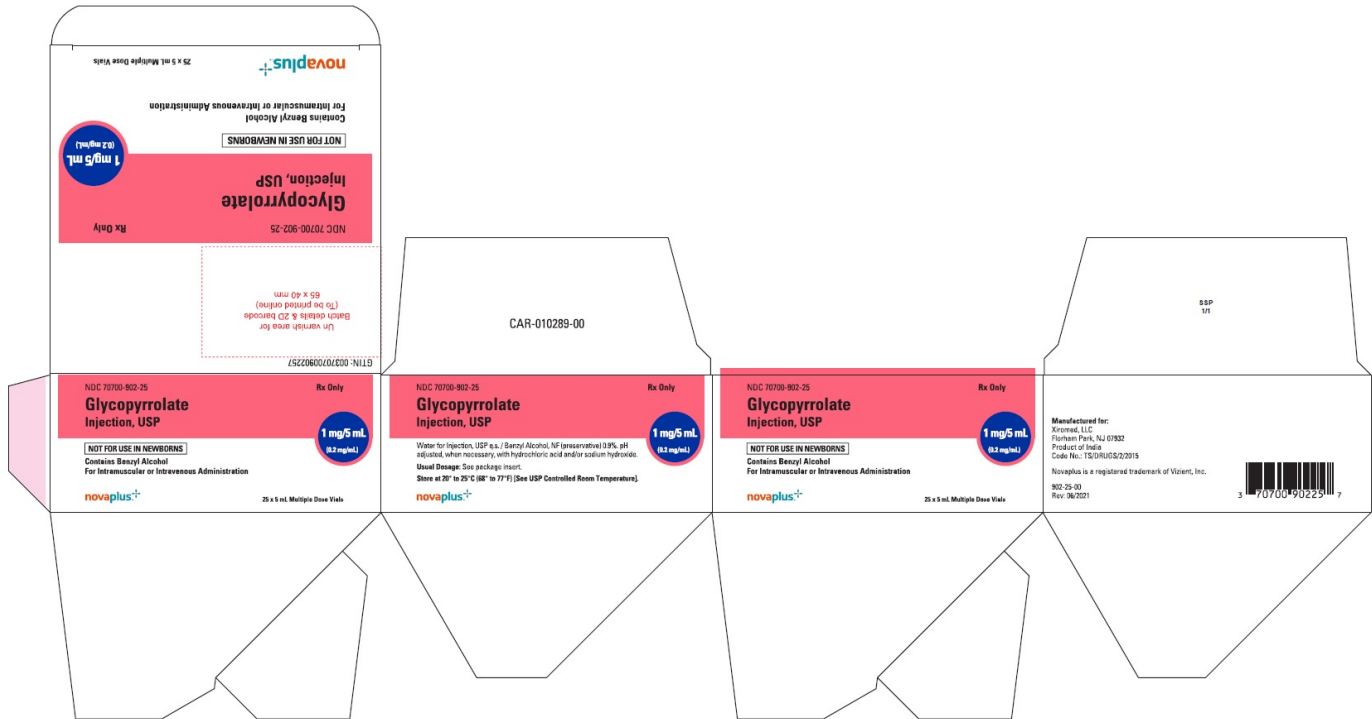 25 x 5 mL Multiple Dose Vials
novaplus
For Intramuscular or Intravenous Administration
Contains Benzyl Alcohol
NOT FOR USE IN NEWBORNS
1 mg/5 mL
(0.2 mg/mL)
Injection, USP
Glycopyrrolate
Rx Only
NDC 70700-902-25
65 x 40 mm
(To be printed online)
Batch details & 2D barcode
Un varnish area for
GTIN: 00370700902257
CAR-010289-00
SSP
1/1
NDC 70700-902-25
Rx Only
Glycopyrrolate
Injection, USP
1 mg/5 mL
(0.2 mg/mL)
NOT FOR USE IN NEWBORNS
Contains Benzyl Alcohol
For Intramuscular or Intravenous Administration
novaplus
25 x 5 mL Multiple Dose Vials
NDC 70700-902-25
Rx Only
Glycopyrrolate
Injection, USP
1 mg/5 mL
(0.2 mg/mL)
Water for Injection, USP q.s. / Benzyl Alcohol, NF (preservative) 0.9%. pH
adjusted, when necessary, with hydrochloric acid and/or sodium hydroxide.
Usual Dosage: See package insert.
Store at 20° to 25°C (68° to 77°F) [See USP Controlled Room Temperature].
novaplus
NDC 70700-902-25
Rx Only
Glycopyrrolate
Injection, USP
1 mg/5 mL
(0.2 mg/mL)
NOT FOR USE IN NEWBORNS
Contains Benzyl Alcohol
For Intramuscular or Intravenous Administration
novaplus
25 x 5 mL Multiple Dose Vials
Manufactured for:
Xiromed, LLC
Florham Park, NJ 07932
Product of India
Code No.: TS/DRUGS/2/2015
Novaplus is a registered trademark of Vizient, Inc.
902-25-00
Rev: 06/2021
3 70700 90225 7